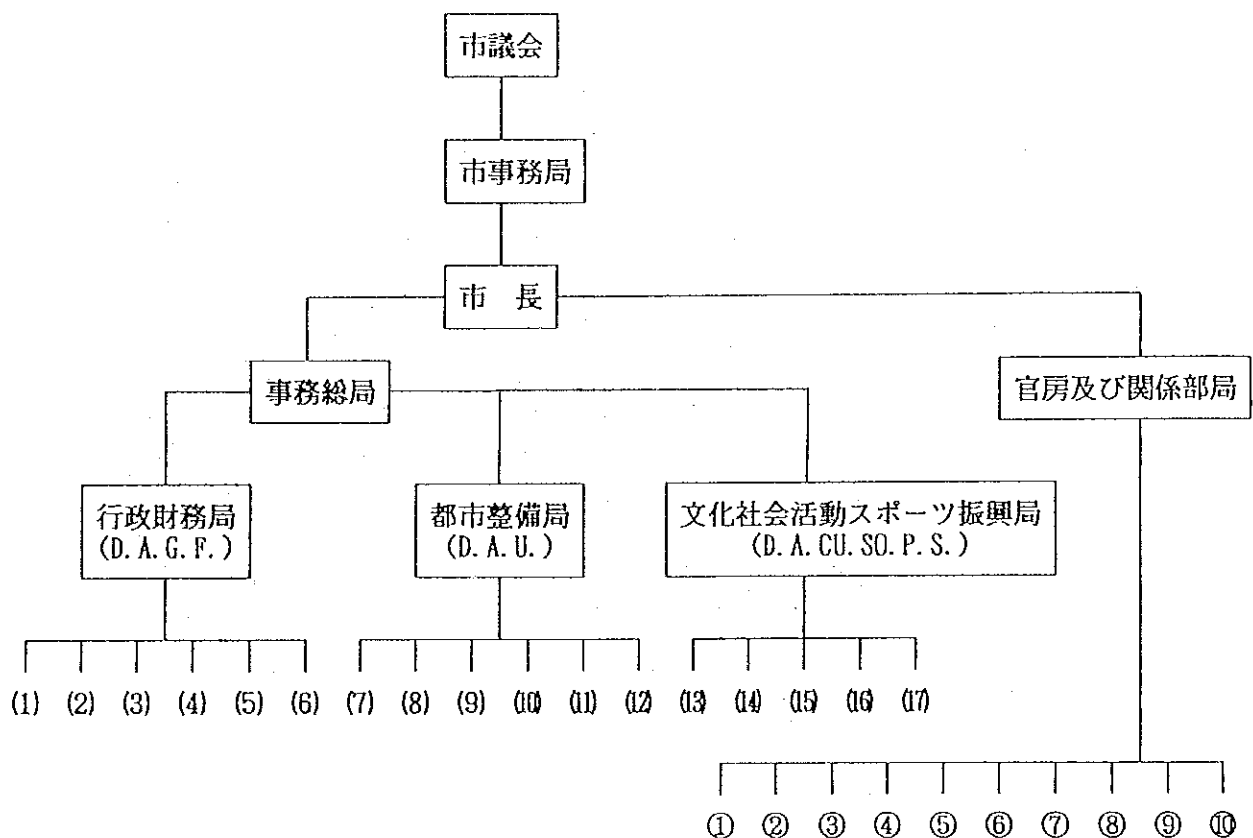 市議会
市事務局
市 長
事務総局
官房及び関係部局
行政財務局
(D.A.G.F.)
都市整備局
(D.A.U.)
文化社会活動スポーツ振興局
(D.A.CU.SO.P.S.)
(1) (2) (3) (4) (5) (6) (7) (8) (9) (10) (11) (12) (13) (14) (15) (16) (17)
① ② ③ ④ ⑤ ⑥ ⑦ ⑧ ⑨ ⑩